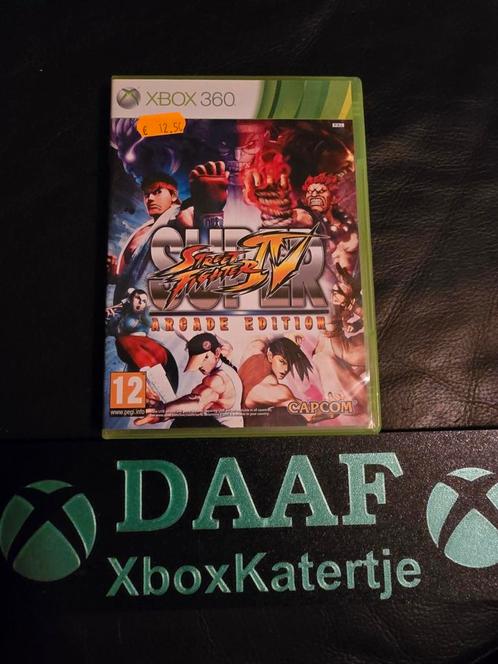 XBOX 360
€ 12,50
SUPER
STREET FIGHTER IV
ARCADE EDITION
12
www.pegi.info
CAPCOM
DAAF
XboxKatertje